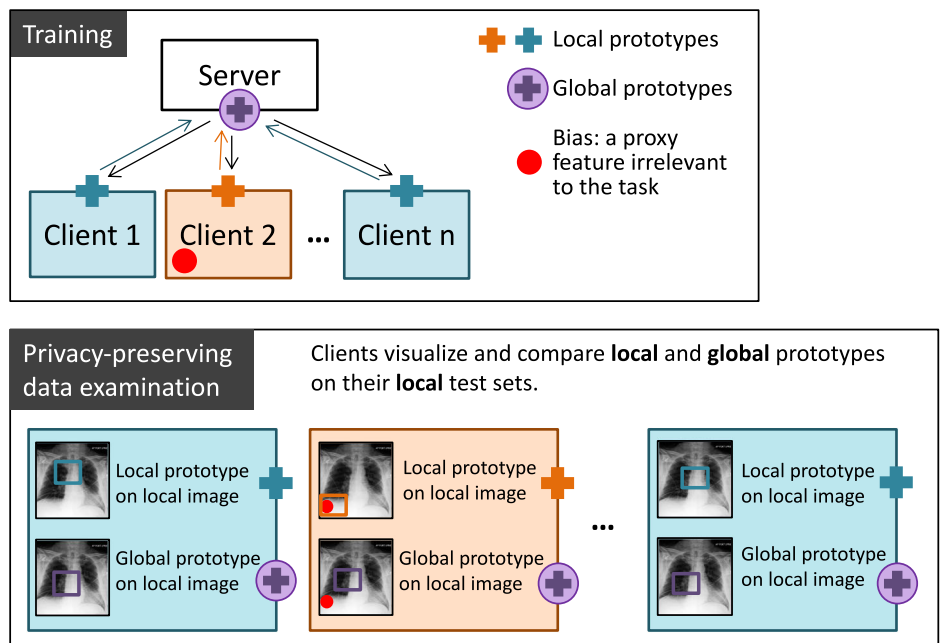 Training
Server
Client 1
Client 2
...
Client n
Local prototypes
Global prototypes
Bias: a proxy
feature irrelevant
to the task
Privacy-preserving
data examination
Clients visualize and compare local and global prototypes
on their local test sets.
Local prototype
on local image
Global prototype
on local image
Local prototype
on local image
Global prototype
on local image
...
Local prototype
on local image
Global prototype
on local image